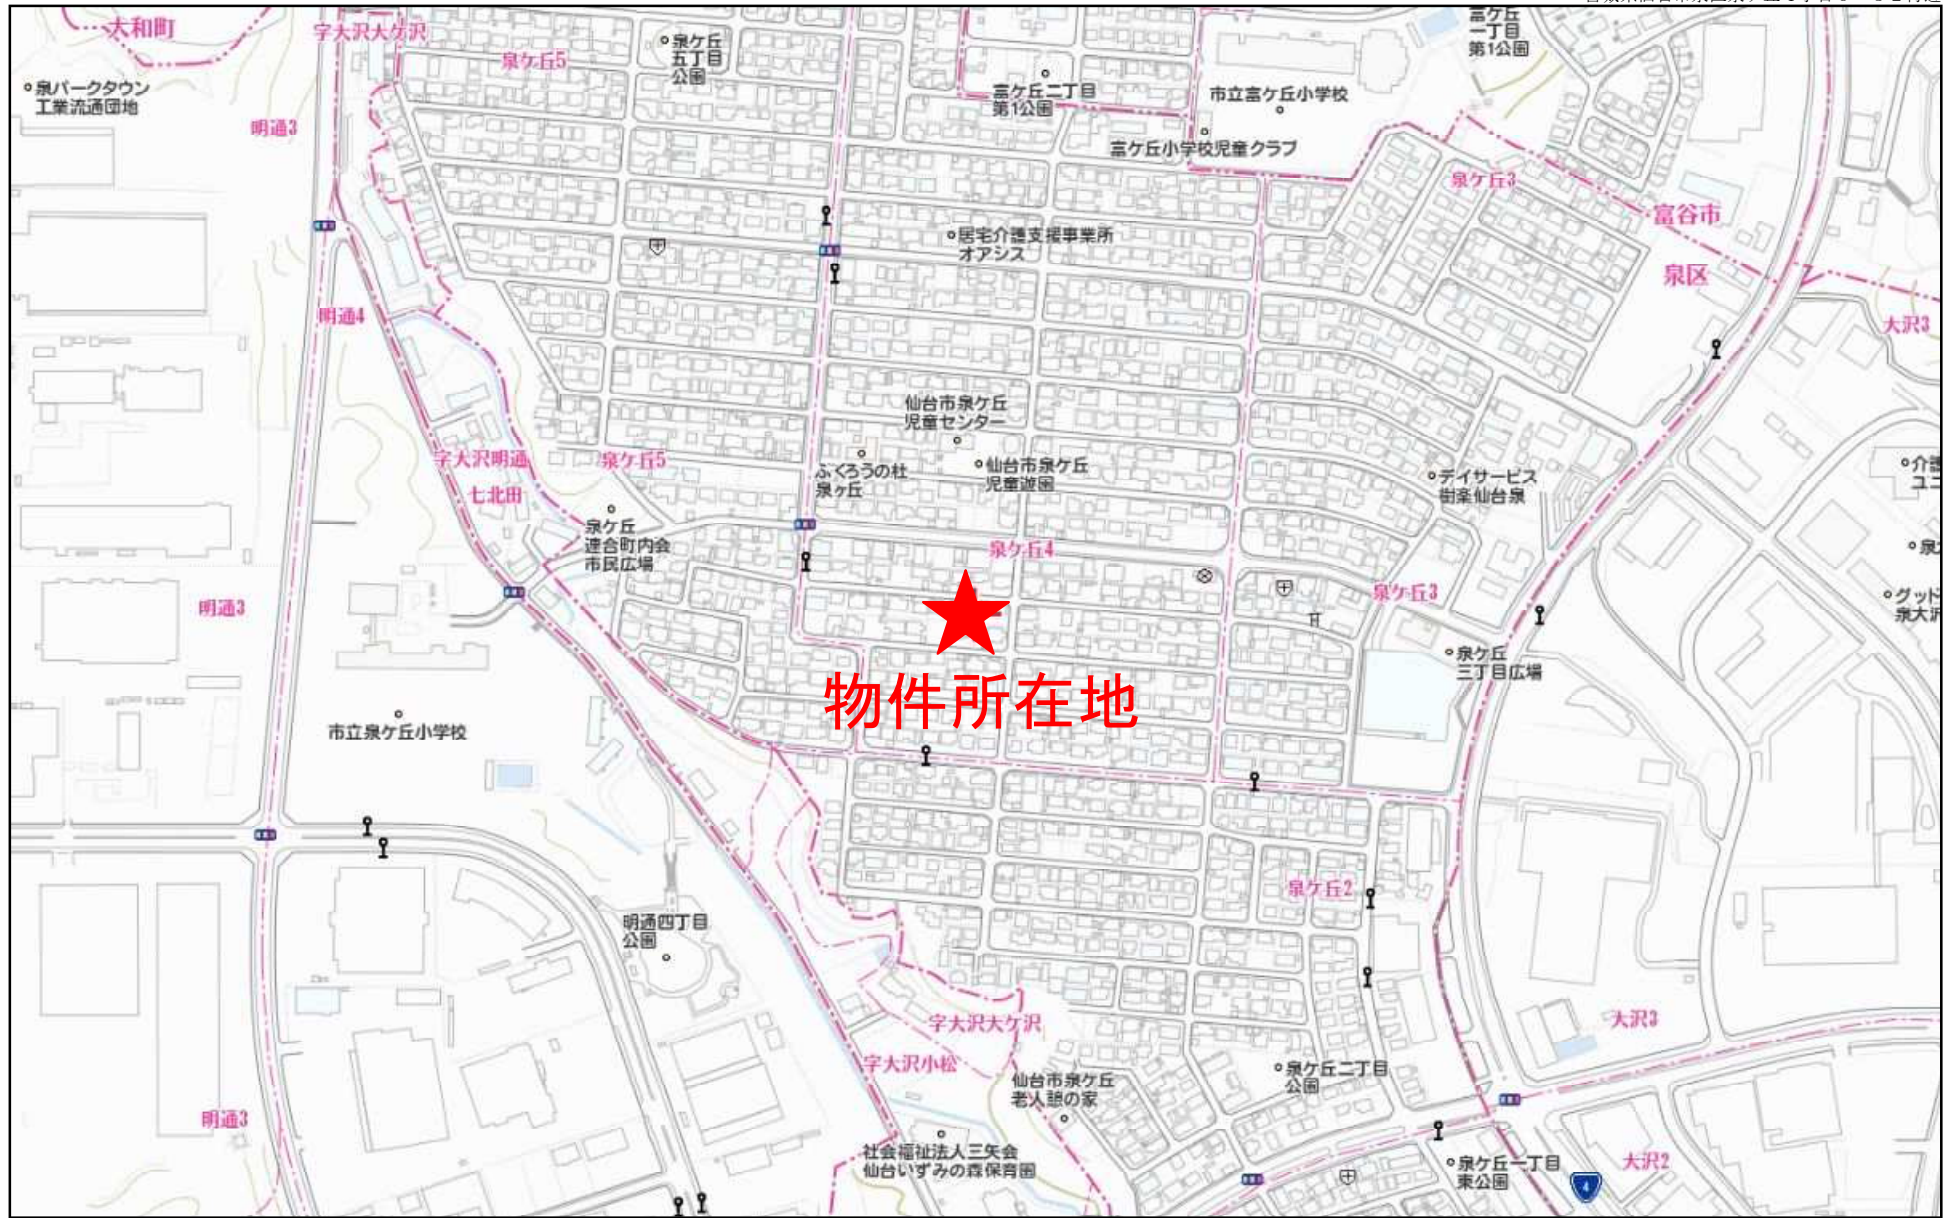 大和町
字大沢大ケ沢
泉ケ丘5
泉ケ丘
五丁目
公園
富ケ丘
一丁目
第1公園
泉パークタウン
工業流通団地
明通3
富ケ丘二丁目
第1公園
市立富ケ丘小学校
富ケ丘小学校児童クラブ
泉ケ丘3
富谷市
泉区
居宅介護支援事業所
オアシス
明通4
大沢3
仙台市泉ケ丘
児童センター
字大沢明通
七北田
泉ケ丘5
ふくろうの杜
泉ヶ丘
仙台市泉ケ丘
児童遊園
デイサービス
樹楽仙台泉
泉ケ丘
連合町内会
市民広場
泉ケ丘4
明通3
泉ケ丘3
グッド
泉大沢
泉ケ丘
三丁目広場
物件所在地
市立泉ケ丘小学校
泉ケ丘2
明通四丁目
公園
字大沢大ケ沢
大沢3
字大沢小松
仙台市泉ケ丘
老人憩の家
泉ケ丘二丁目
公園
明通3
社会福祉法人三矢会
仙台いずみの森保育園
泉ケ丘一丁目
東公園
4
大沢2